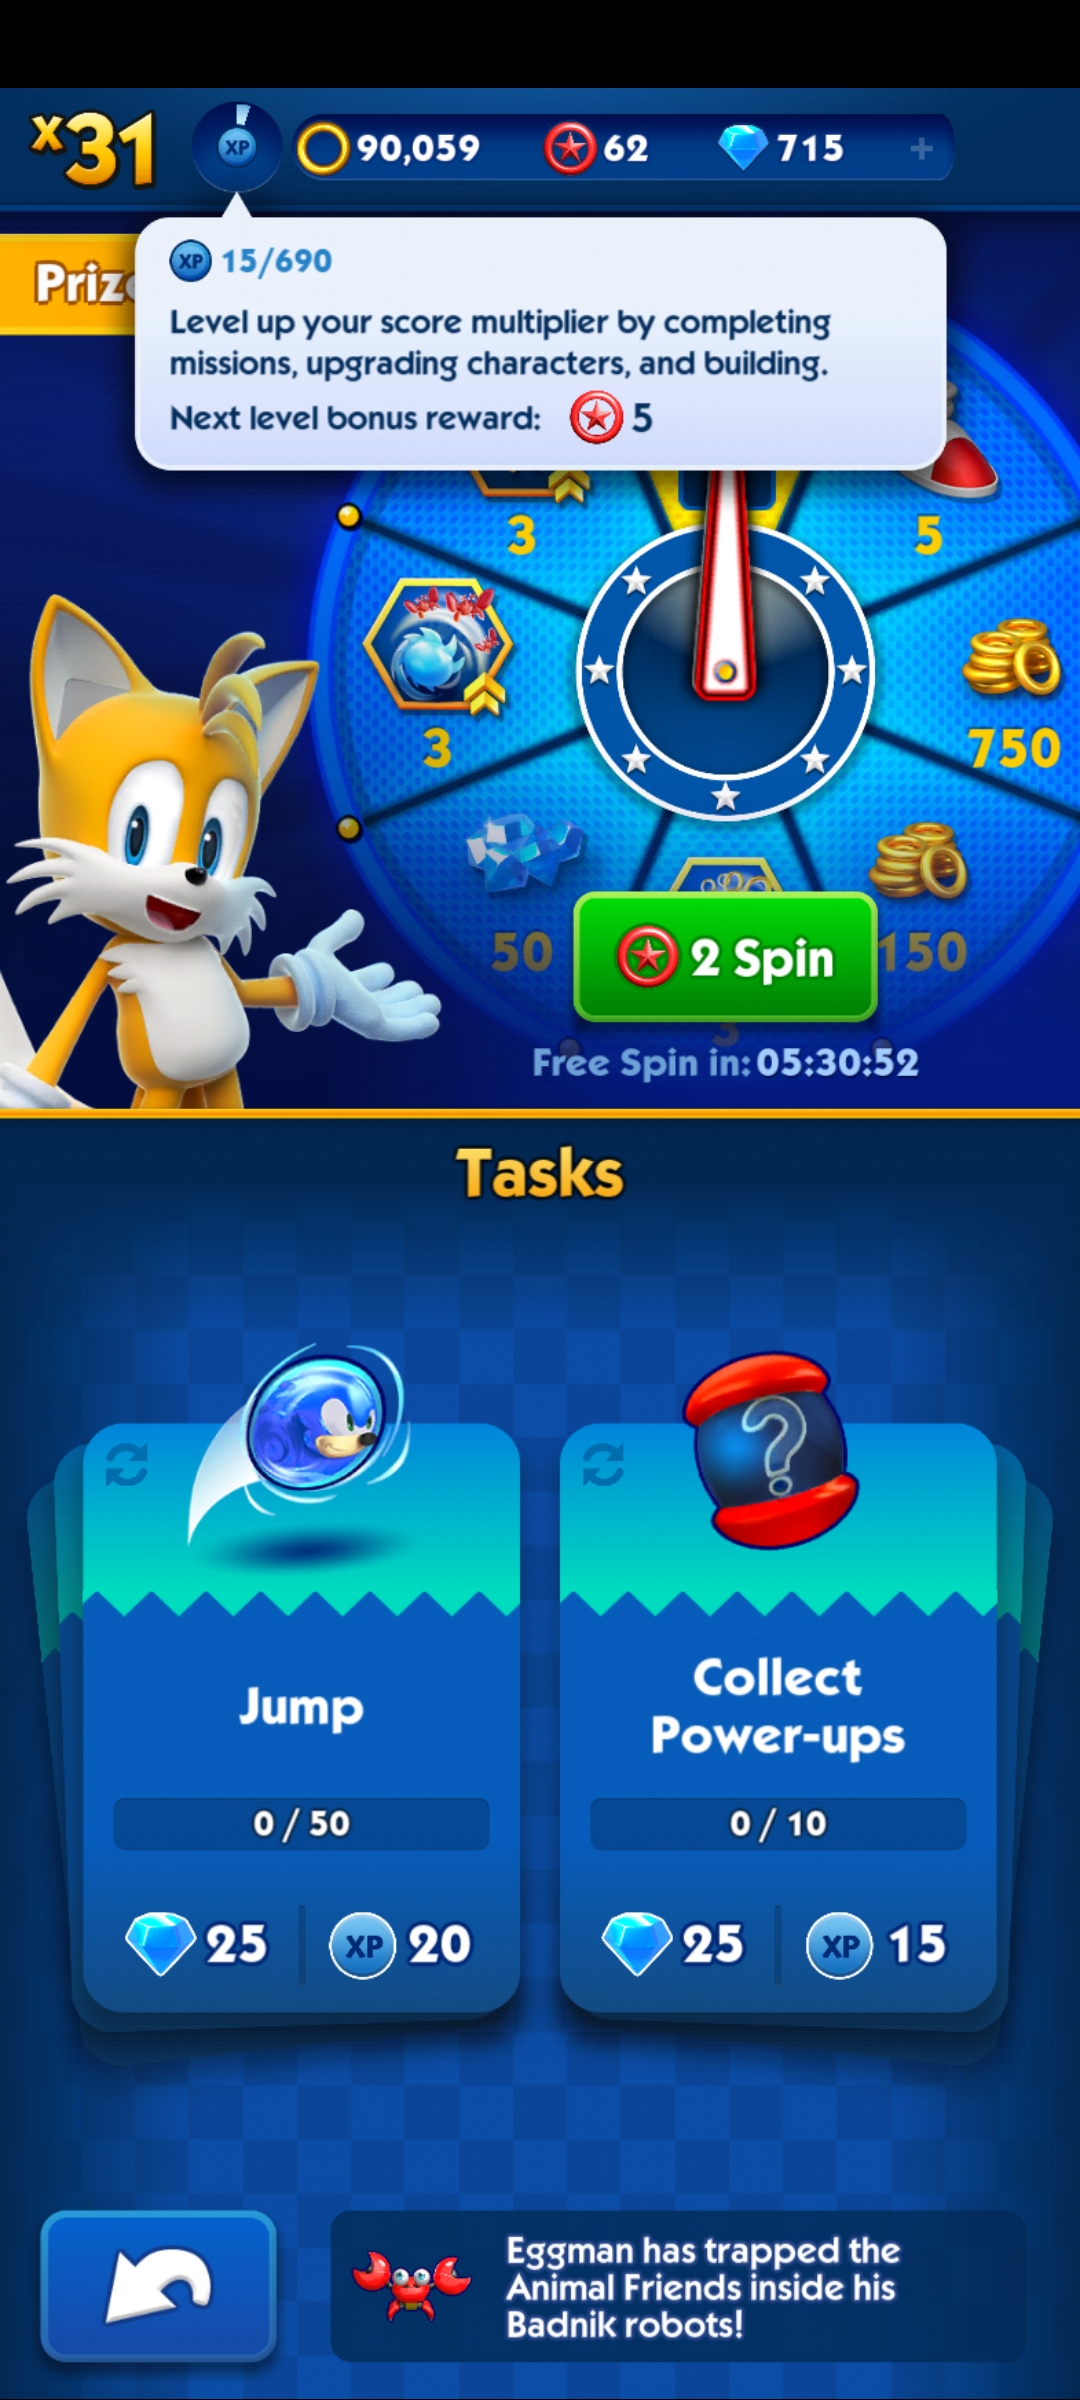 x31
XP
90,059
62
715
+
XP 15/690
Level up your score multiplier by completing
missions, upgrading characters, and building.
Next level bonus reward: 5
3
5
3
750
50
150
2 Spin
3
Free Spin in: 05:30:52
Tasks
Jump
0 / 50
25
XP 20
?
Collect
Power-ups
0 / 10
25
XP 15
Eggman has trapped the
Animal Friends inside his
Badnik robots!